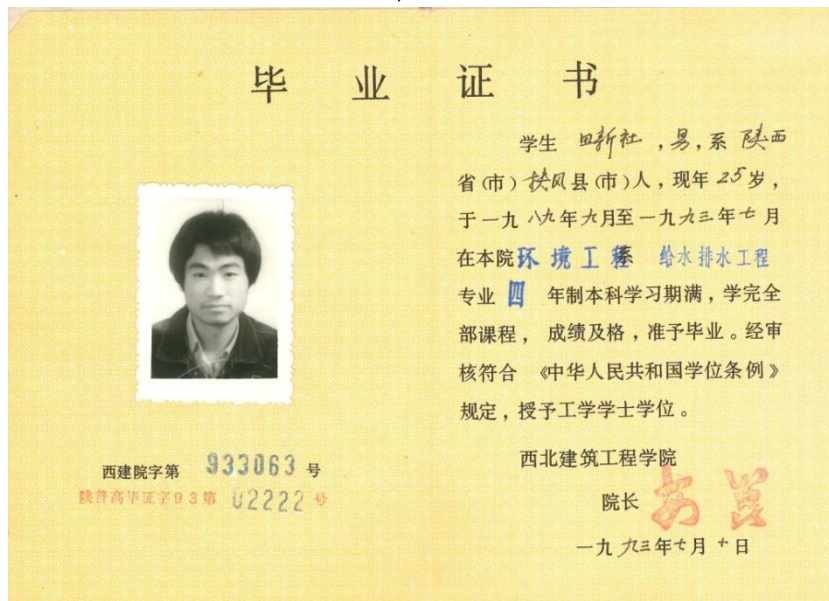 毕业证书
学生 田新社，男，系 陕西
省(市)扶风县(市)人，现年25岁，
于一九八九年九月至一九九三年七月
在本院环境工程系 给水排水工程
专业 四 年制本科学习期满，学完全
部课程， 成绩及格，准予毕业。经审
核符合 《中华人民共和国学位条例》
规定，授予工学学士学位。
西北建筑工程学院
院长
一九九三年七月十日
西建院字第 933063 号
陕普高毕证字93第 02222 号